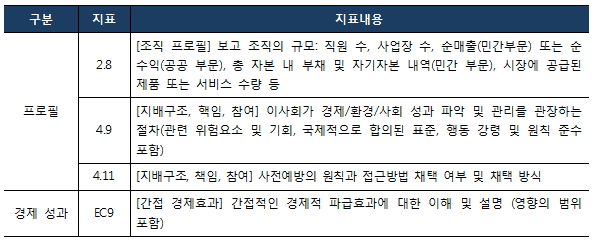 구분 지표 지표내용
프로필
2.8
[조직 프로필] 보고 조직의 규모: 직원 수, 사업장 수, 순매출(민간부문) 또는 순
수익(공공 부문), 총 자본 내 부채 및 자기자본 내역(민간 부문), 시장에 공급된
제품 또는 서비스 수량 등
4.9
[지배구조, 핵임, 참여] 이사회가 경제/환경/사회 성과 파악 및 관리를 관장하는
절차(관련 위험요소 및 기회, 국제적으로 합의된 표준, 행동 강령 및 원칙 준수
포함)
4.11 [지배구조, 책임, 참여] 사전예방의 원칙과 접근방법 채택 여부 및 채택 방식
경제 성과 EC9
[간접 경제효과] 간접적인 경제적 파급효과에 대한 이해 및 설명 (영향의 범위
포함)